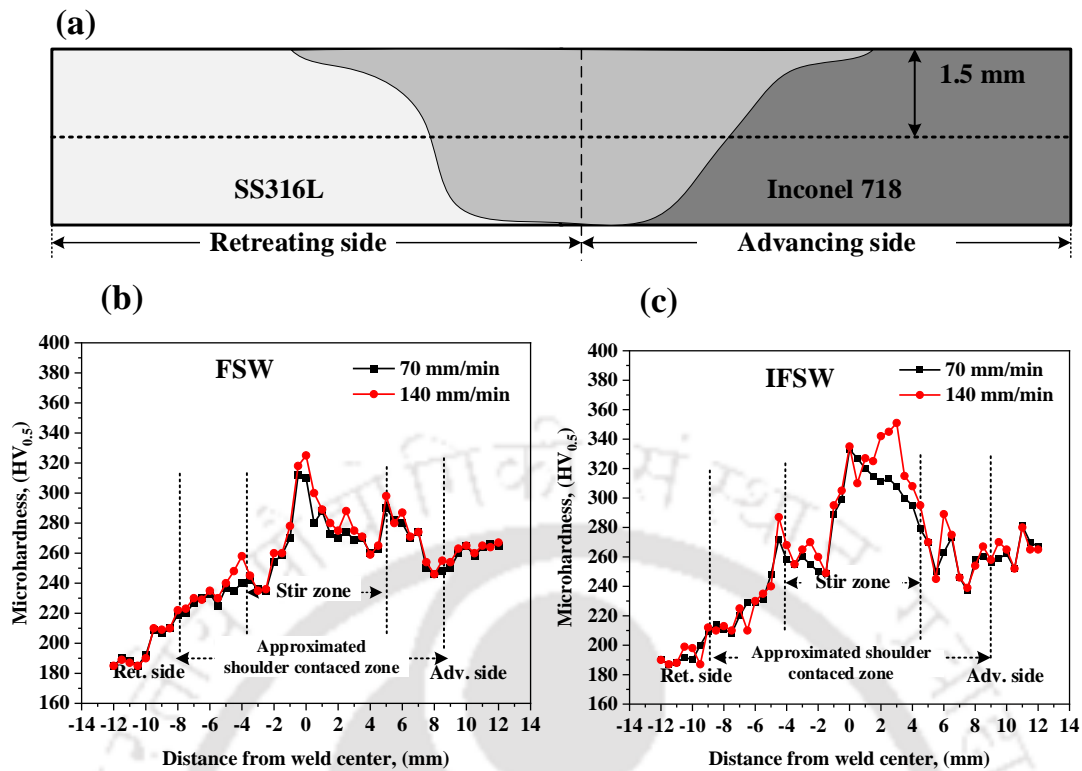 (a)
1.5 mm
SS316L
Inconel 718
Retreating side
Advancing side
(b)
FSW
70 mm/min
140 mm/min
Microhardness, (HV0.5)
400
380
360
340
320
300
280
260
240
220
200
180
160
Stir zone
Approximated
shoulder contaced zone
Ret. side
Adv. side
-14 -12 -10 -8 -6 -4 -2 0 2 4 6 8 10 12 14
Distance from weld center, (mm)
(c)
IFSW
70 mm/min
140 mm/min
Microhardness, (HV0.5)
400
380
360
340
320
300
280
260
240
220
200
180
160
Stir zone
Approximated shoulder
contaced zone
Ret. side
Adv. side
-14 -12 -10 -8 -6 -4 -2 0 2 4 6 8 10 12 14
Distance from weld center, (mm)